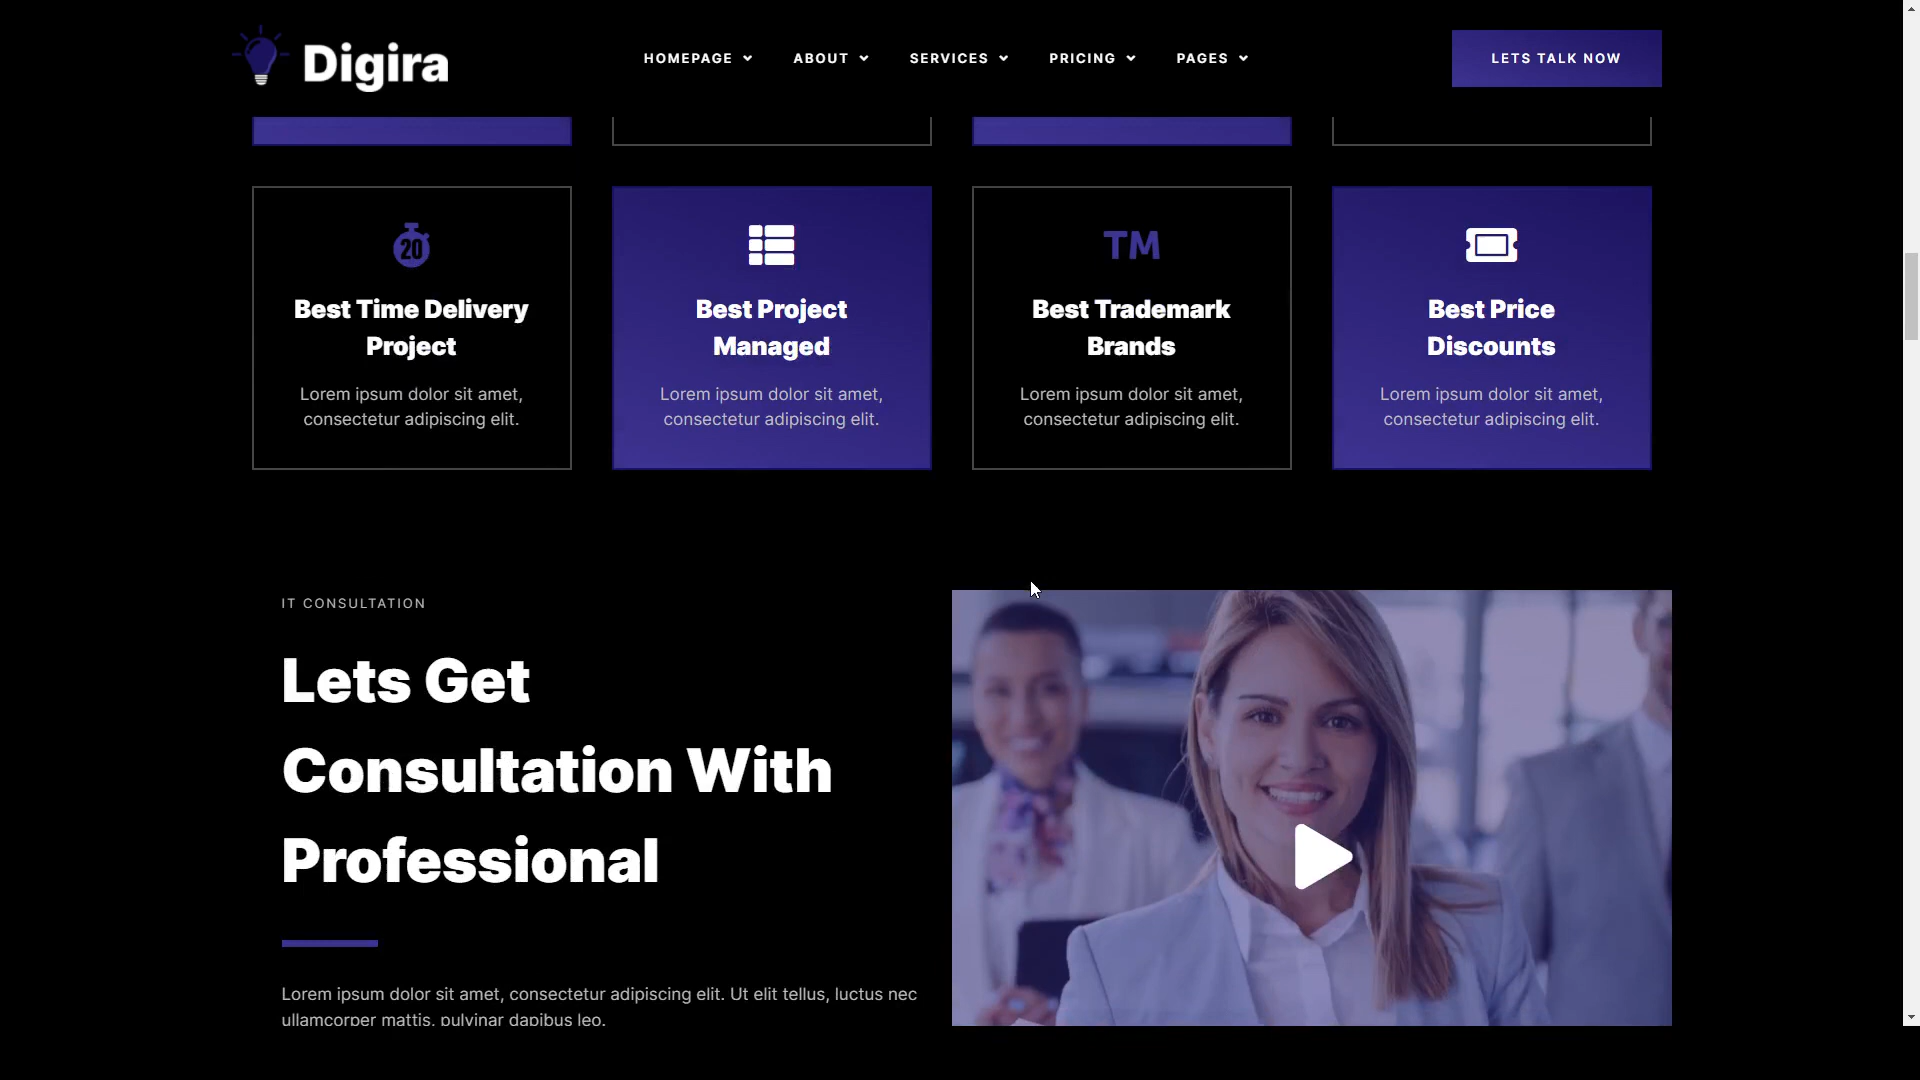 Digira
HOMEPAGE ABOUT SERVICES PRICING PAGES
LETS TALK NOW
20
Best Time Delivery
Project
Lorem ipsum dolor sit amet,
consectetur adipiscing elit.
Best Project
Managed
Lorem ipsum dolor sit amet,
consectetur adipiscing elit.
TM
Best Trademark
Brands
Lorem ipsum dolor sit amet,
consectetur adipiscing elit.
Best Price
Discounts
Lorem ipsum dolor sit amet,
consectetur adipiscing elit.
IT CONSULTATION
Lets Get
Consultation With
Professional
Lorem ipsum dolor sit amet, consectetur adipiscing elit. Ut elit tellus, luctus nec
ullamcorper mattis, pulvinar dapibus leo.